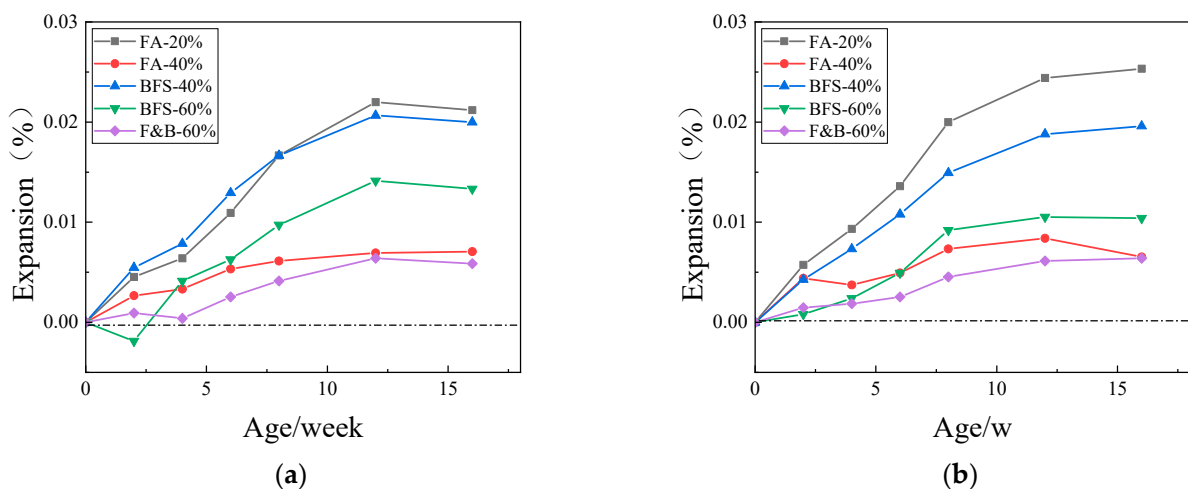 0.03
0.02
0.01
0.00
FA-20%
FA-40%
BFS-40%
BFS-60%
F&B-60%
Expansion（%）
0 5 10 15
Age/week
(a)
0.03
0.02
0.01
0.00
FA-20%
FA-40%
BFS-40%
BFS-60%
F&B-60%
Expansion（%）
0 5 10 15
Age/w
(b)